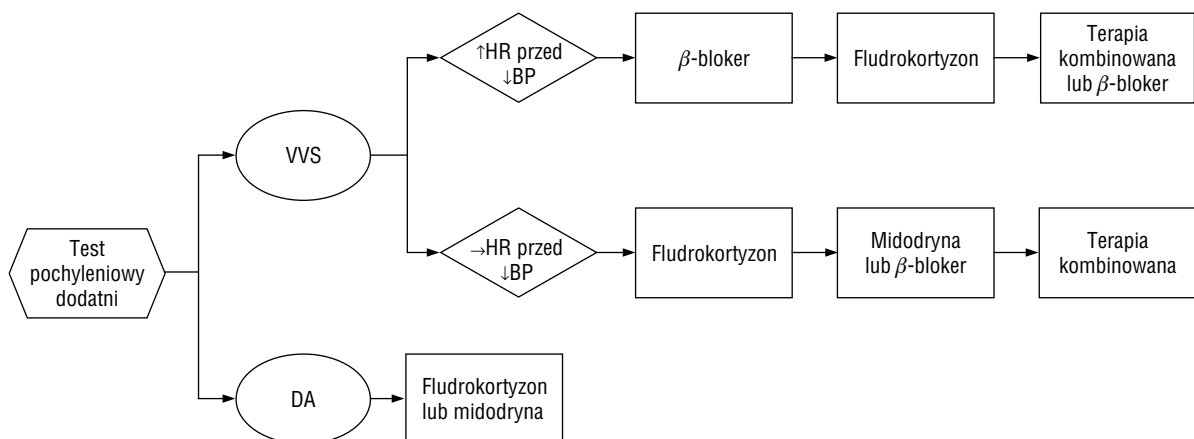 Test
pochyleniowy
dodatni
VVS
↑HR przed
↓BP
β-bloker
Fludrokortyzon
Terapia
kombinowana
lub β-bloker
→HR przed
↓BP
Fludrokortyzon
Midodryna
lub β-bloker
Terapia
kombinowana
DA
Fludrokortyzon
lub midodryna